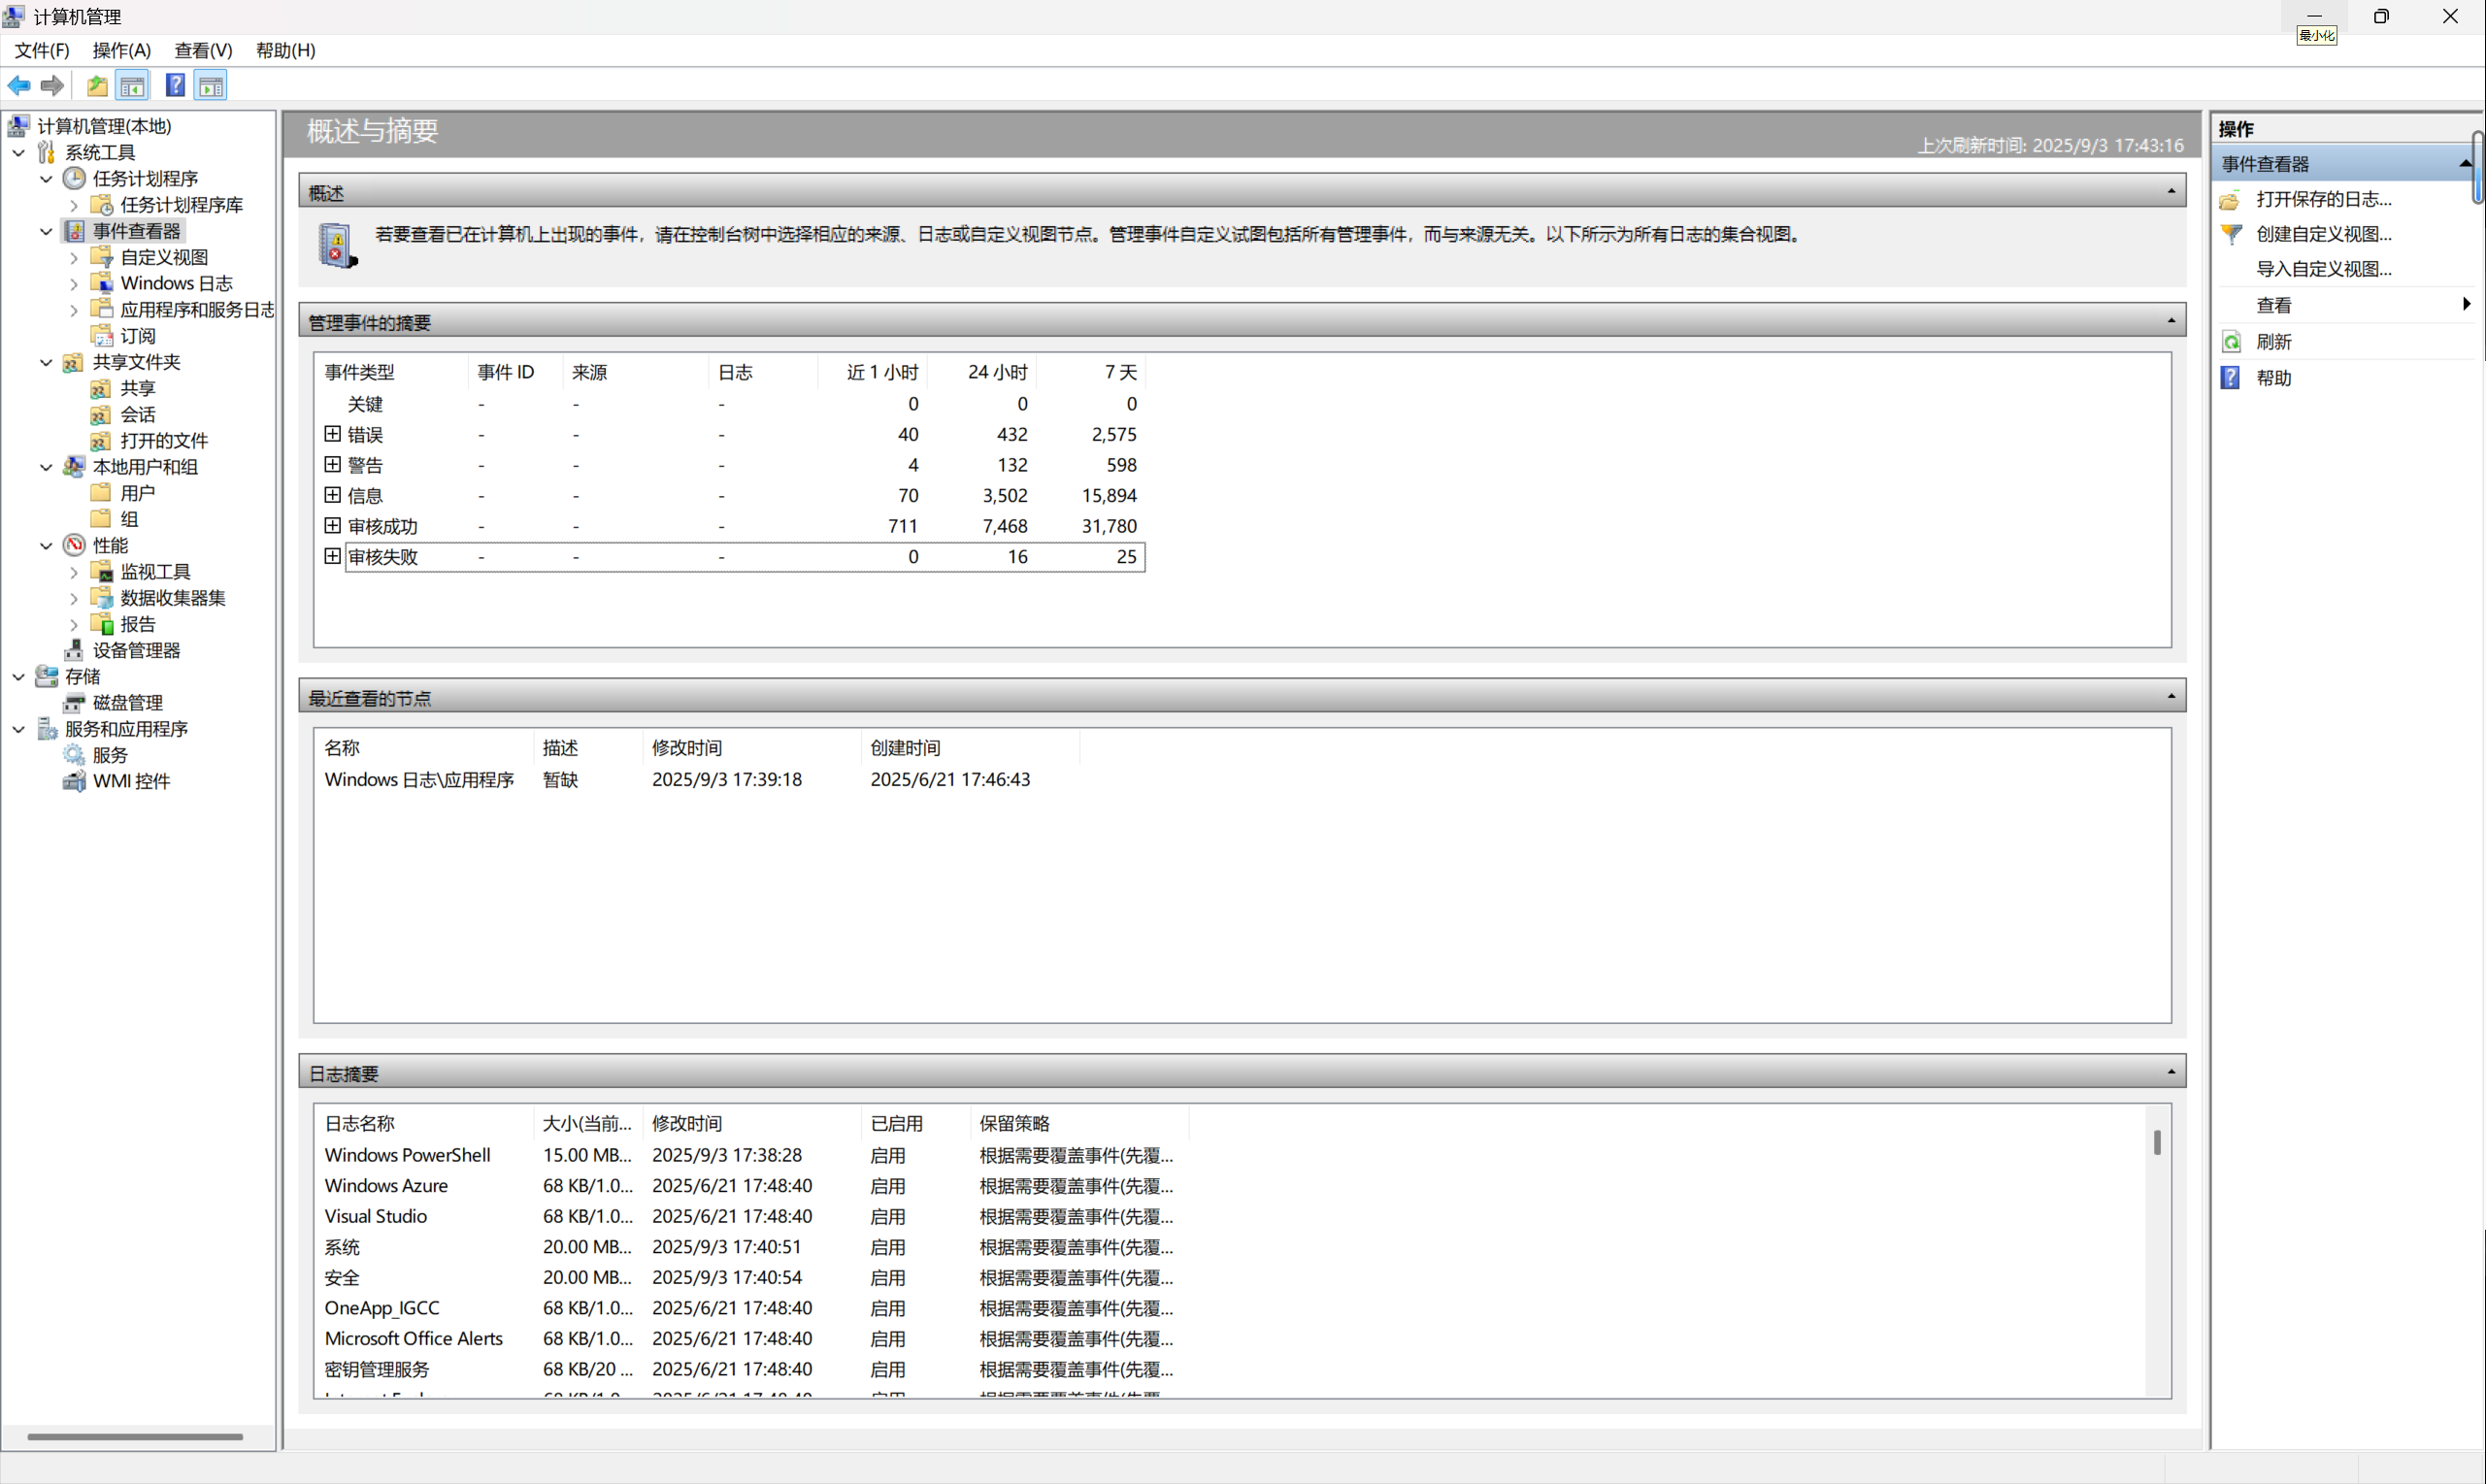 计算机管理
最小化
文件(F) 操作(A) 查看(V) 帮助(H)
计算机管理(本地)
系统工具
任务计划程序
任务计划程序库
事件查看器
自定义视图
Windows 日志
应用程序和服务日志
订阅
共享文件夹
共享
会话
打开的文件
本地用户和组
用户
组
性能
监视工具
数据收集器集
报告
设备管理器
存储
磁盘管理
服务和应用程序
服务
WMI 控件
概述与摘要
上次刷新时间: 2025/9/3 17:43:16
概述
若要查看已在计算机上出现的事件，请在控制台树中选择相应的来源、日志或自定义视图节点。管理事件自定义试图包括所有管理事件，而与来源无关。以下所示为所有日志的集合视图。
管理事件的摘要
事件类型 事件 ID 来源 日志 近 1 小时 24 小时 7 天
关键 - - - 0 0 0
错误 - - - 40 432 2,575
警告 - - - 4 132 598
信息 - - - 70 3,502 15,894
审核成功 - - - 711 7,468 31,780
审核失败 - - - 0 16 25
最近查看的节点
名称 描述 修改时间 创建时间
Windows 日志\应用程序 暂缺 2025/9/3 17:39:18 2025/6/21 17:46:43
日志摘要
日志名称 大小(当前... 修改时间 已启用 保留策略
Windows PowerShell 15.00 MB... 2025/9/3 17:38:28 启用 根据需要覆盖事件(先覆...
Windows Azure 68 KB/1.0... 2025/6/21 17:48:40 启用 根据需要覆盖事件(先覆...
Visual Studio 68 KB/1.0... 2025/6/21 17:48:40 启用 根据需要覆盖事件(先覆...
系统 20.00 MB... 2025/9/3 17:40:51 启用 根据需要覆盖事件(先覆...
安全 20.00 MB... 2025/9/3 17:40:54 启用 根据需要覆盖事件(先覆...
OneApp_IGCC 68 KB/1.0... 2025/6/21 17:48:40 启用 根据需要覆盖事件(先覆...
Microsoft Office Alerts 68 KB/1.0... 2025/6/21 17:48:40 启用 根据需要覆盖事件(先覆...
密钥管理服务 68 KB/20 ... 2025/6/21 17:48:40 启用 根据需要覆盖事件(先覆...
操作
事件查看器
打开保存的日志...
创建自定义视图...
导入自定义视图...
查看
刷新
帮助